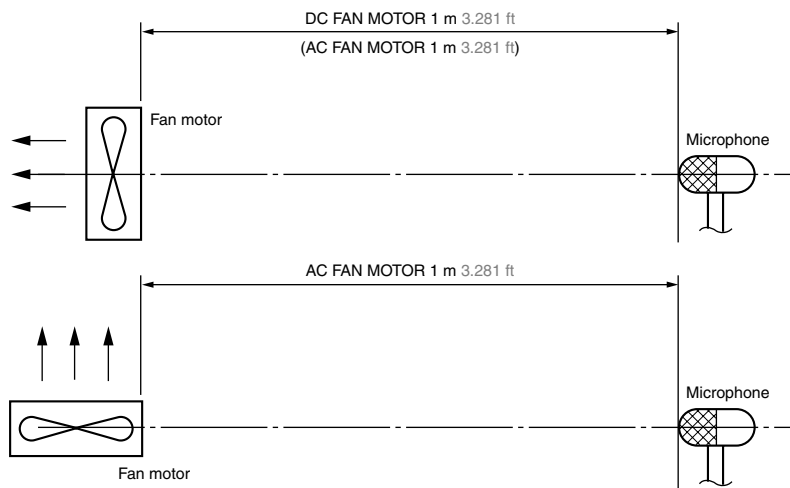 DC FAN MOTOR 1 m 3.281 ft
(AC FAN MOTOR 1 m 3.281 ft)
Fan motor
Microphone
AC FAN MOTOR 1 m 3.281 ft
Microphone
Fan motor